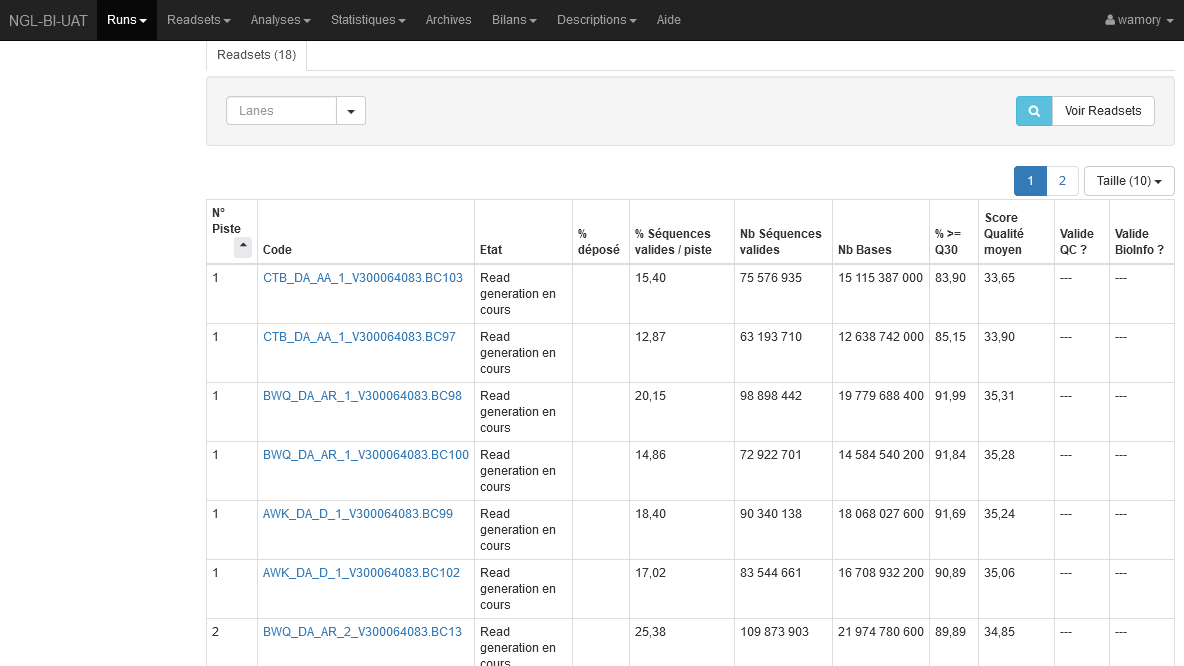 NGL-BI-UAT Runs Readsets Analyses Statistiques Archives Bilans Descriptions Aide wamory
Readsets (18)
Lanes Voir Readsets
1 2 Taille (10)
N° Piste Code Etat % déposé % Séquences valides / piste Nb Séquences valides Nb Bases % >= Q30 Score Qualité moyen Valide QC ? Valide BioInfo ?
1 CTB_DA_AA_1_V300064083.BC103 Read generation en cours 15,40 75 576 935 15 115 387 000 83,90 33,65 --- ---
1 CTB_DA_AA_1_V300064083.BC97 Read generation en cours 12,87 63 193 710 12 638 742 000 85,15 33,90 --- ---
1 BWQ_DA_AR_1_V300064083.BC98 Read generation en cours 20,15 98 898 442 19 779 688 400 91,99 35,31 --- ---
1 BWQ_DA_AR_1_V300064083.BC100 Read generation en cours 14,86 72 922 701 14 584 540 200 91,84 35,28 --- ---
1 AWK_DA_D_1_V300064083.BC99 Read generation en cours 18,40 90 340 138 18 068 027 600 91,69 35,24 --- ---
1 AWK_DA_D_1_V300064083.BC102 Read generation en cours 17,02 83 544 661 16 708 932 200 90,89 35,06 --- ---
2 BWQ_DA_AR_2_V300064083.BC13 Read generation en cours 25,38 109 873 903 21 974 780 600 89,89 34,85 --- ---